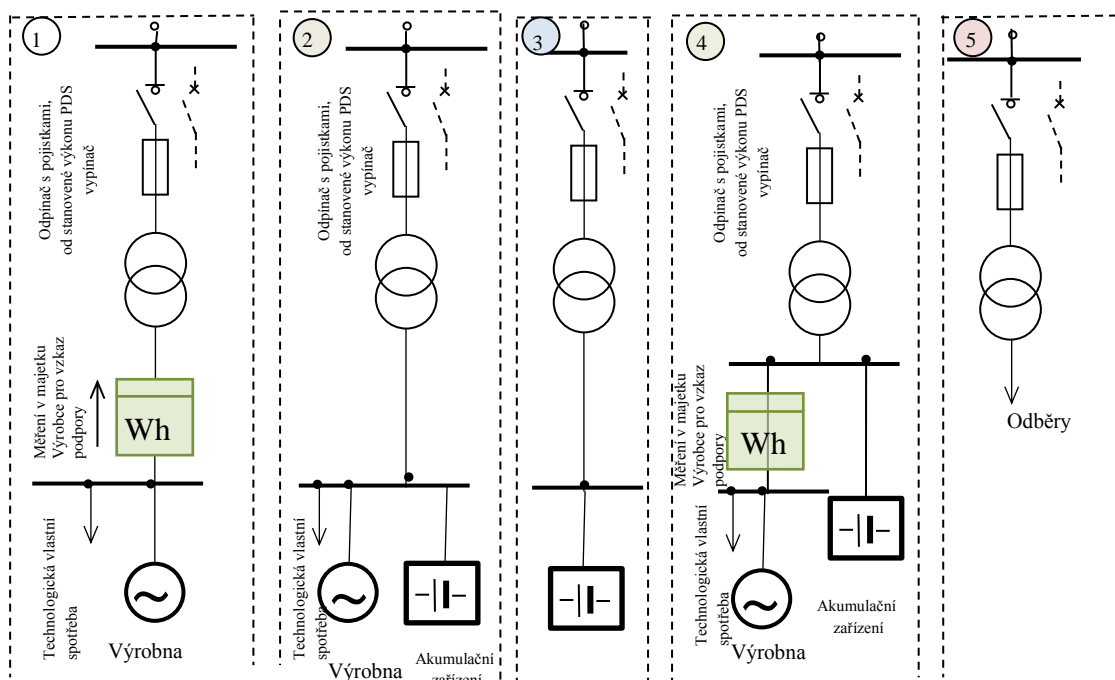 1
Odpínač s pojistkami,
od stanovené výkonu PDS
vypínač
Měření v majetku
Výrobce pro vzkaz
podpory
Wh
Technologická vlastní
spotřeba
Výrobna
2
Odpínač s pojistkami,
od stanovené výkonu PDS
vypínač
Technologická vlastní
spotřeba
Výrobna
Akumulační
zařízení
3
4
Odpínač s pojistkami,
od stanovené výkonu PDS
vypínač
Měření v majetku
Výrobce pro vzkaz
podpory
Wh
Technologická vlastní
spotřeba
Výrobna
Akumulační
zařízení
5
Odběry